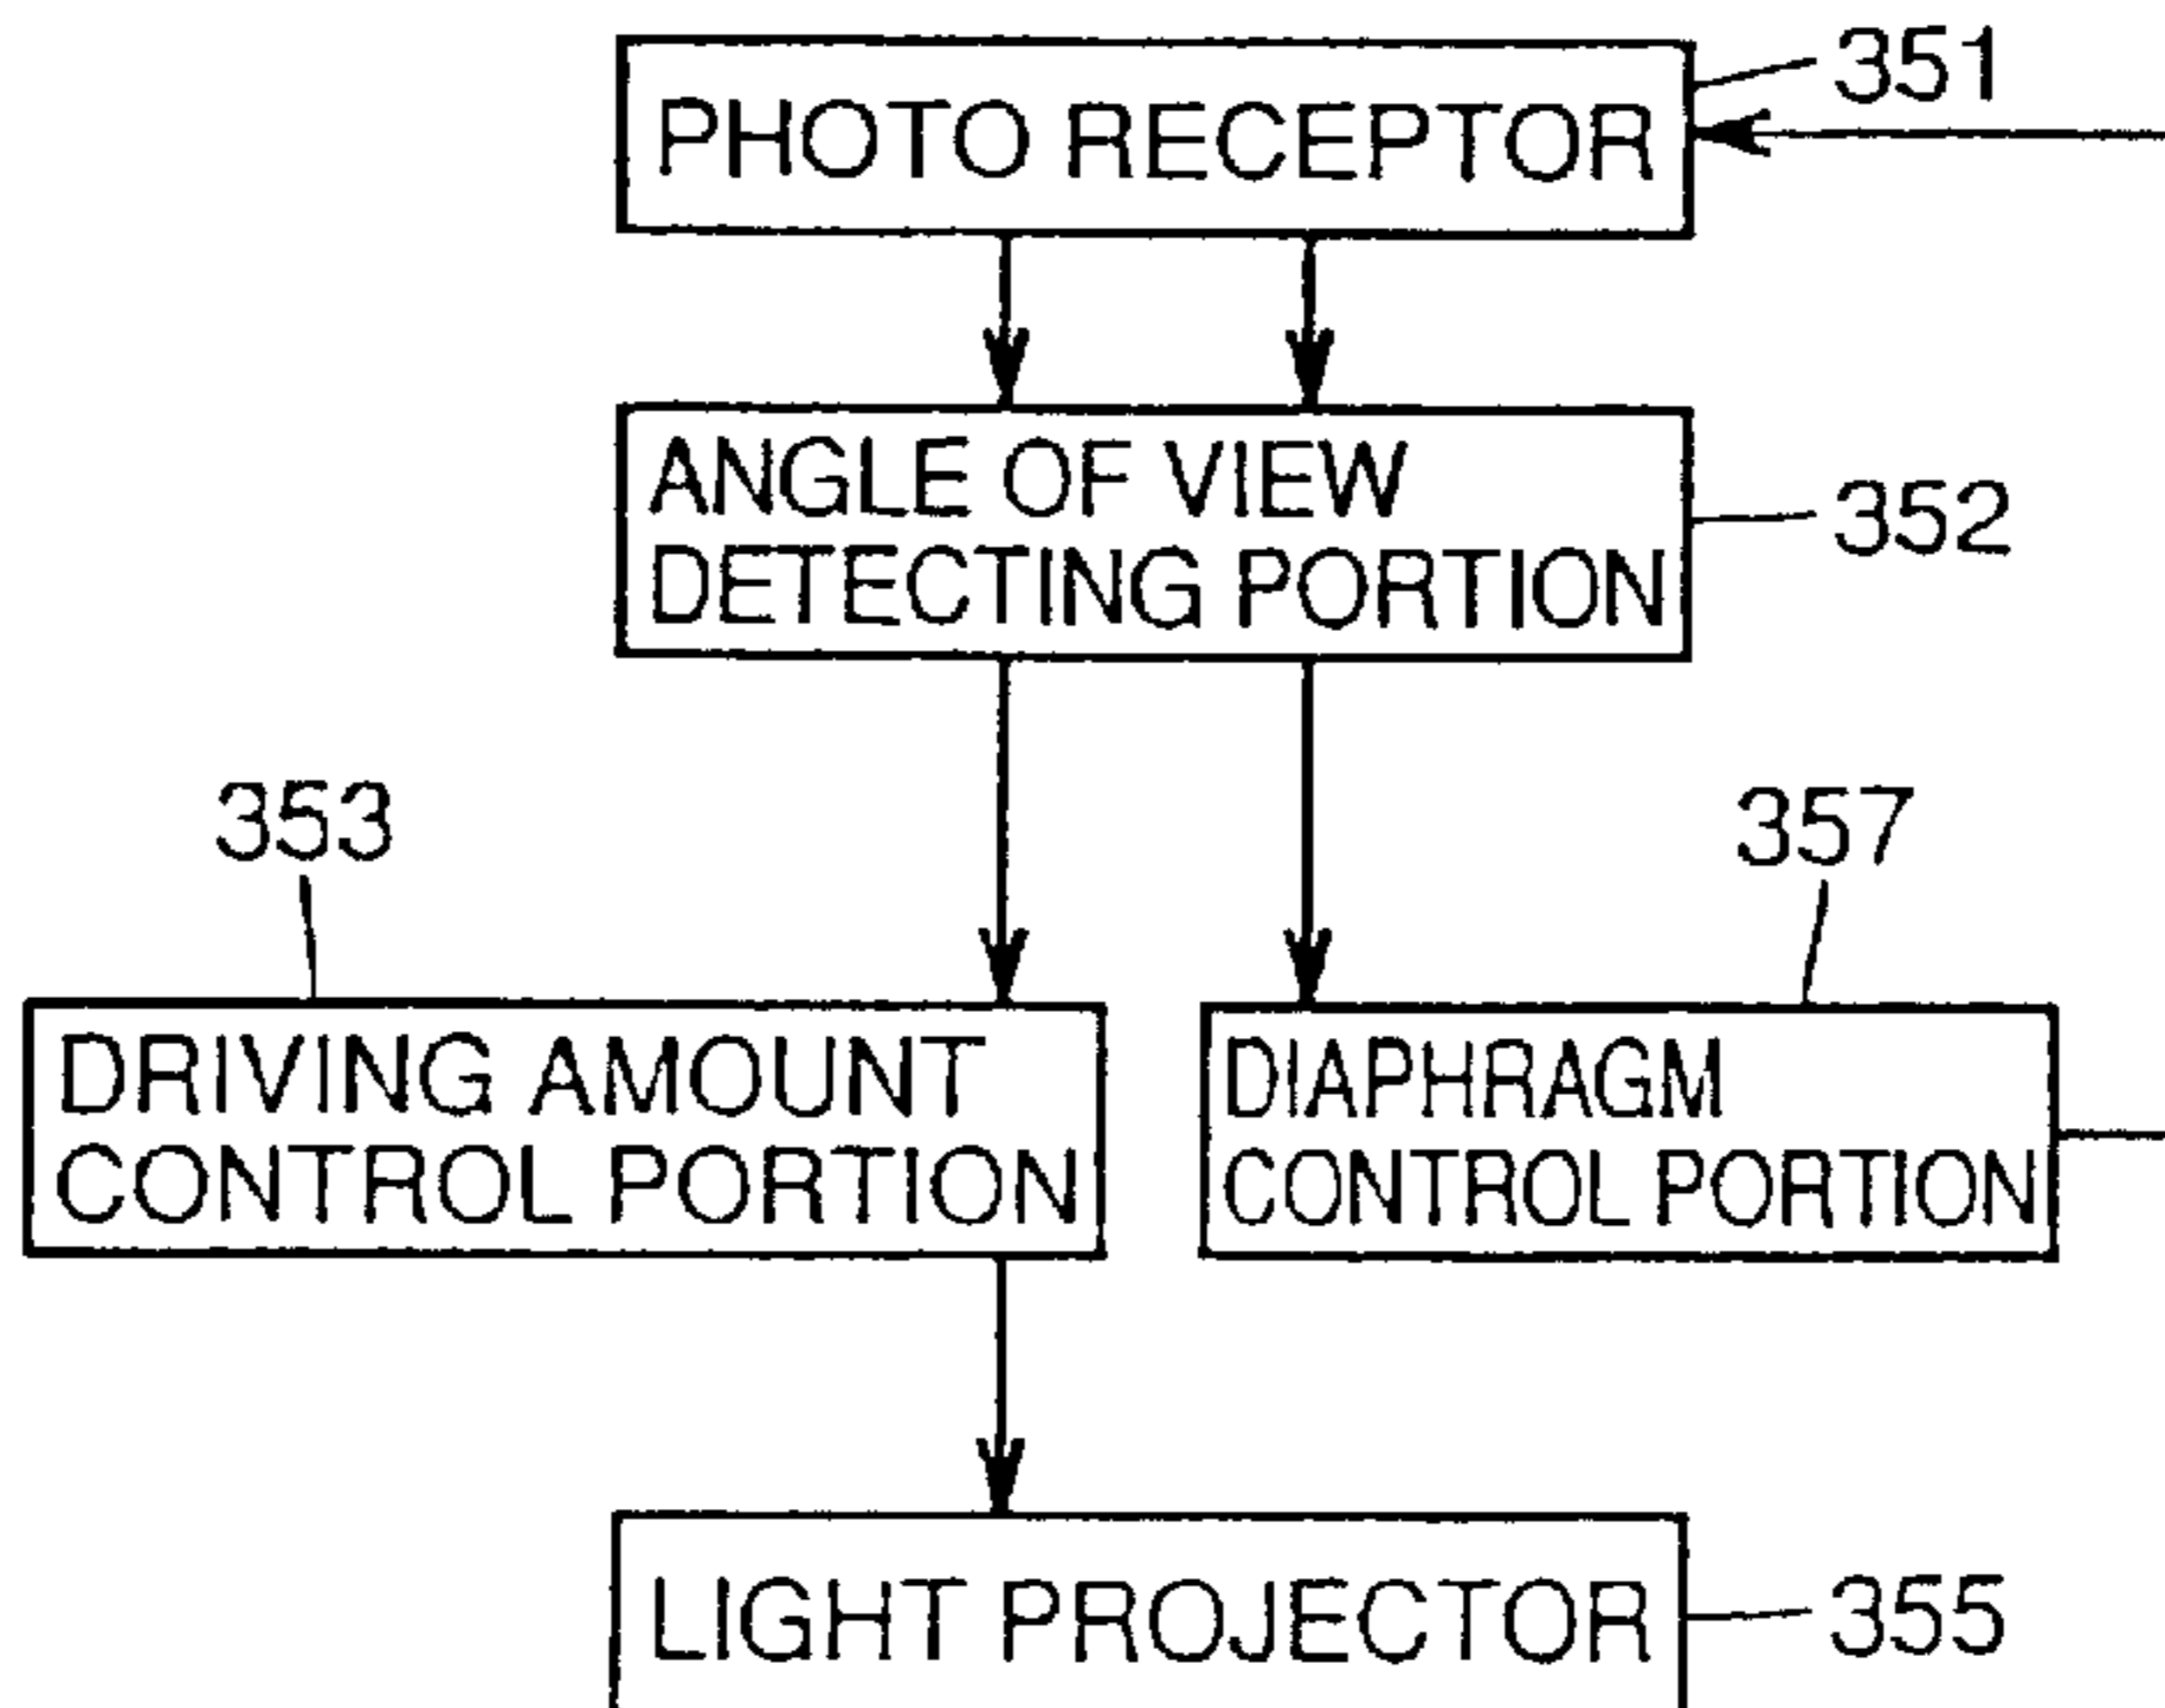 351
PHOTO RECEPTOR
ANGLE OF VIEW
DETECTING PORTION
352
353
357
DRIVING AMOUNT
CONTROL PORTION
DIAPHRAGM
CONTROL PORTION
LIGHT PROJECTOR
355